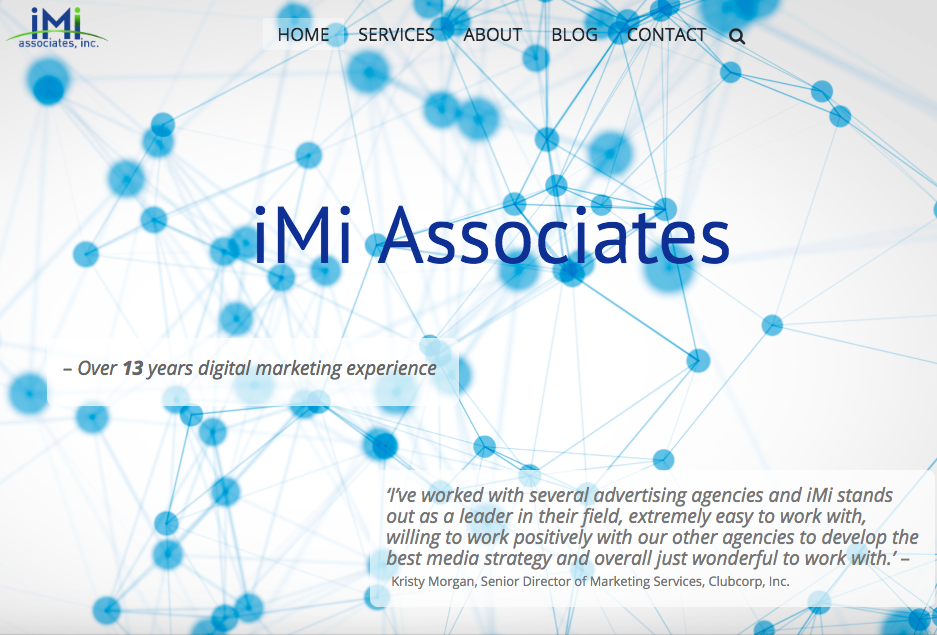 iMi
associates, inc.
HOME SERVICES ABOUT BLOG CONTACT
iMi Associates
– Over 13 years digital marketing experience
‘I’ve worked with several advertising agencies and iMi stands
out as a leader in their field, extremely easy to work with,
willing to work positively with our other agencies to develop the
best media strategy and overall just wonderful to work with.’ –
Kristy Morgan, Senior Director of Marketing Services, Clubcorp, Inc.